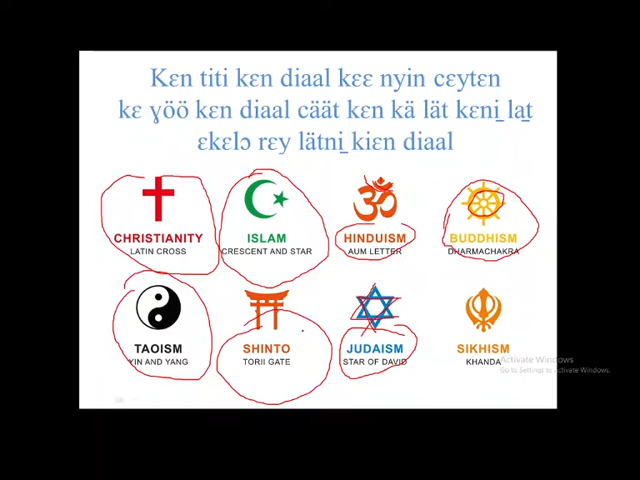 Kɛn titi kɛn diaal kɛɛ nyin cɛytɛn
kɛ ɣöö kɛn diaal cäät kɛn kä lät kɛni̱ la̱t
ɛkɛlɔ rɛy lätni̱ kiɛn diaal
CHRISTIANITY ISLAM HINDUISM BUDDHISM
LATIN CROSS CRESCENT AND STAR AUM LETTER DHARMACHAKRA
TAOISM SHINTO JUDAISM SIKHISM
YIN AND YANG TORII GATE STAR OF DAVID KHANDA
Activate Windows
Go to Settings to Activate Windows.